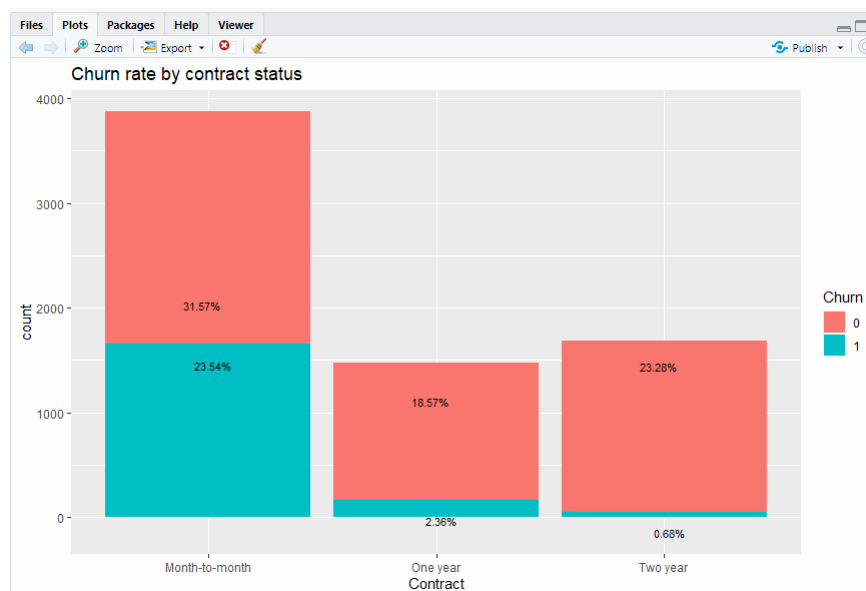 Files Plots Packages Help Viewer
Zoom Export Publish
Churn rate by contract status
4000
3000
2000
1000
0
count
31.57%
23.54%
18.57%
2.36%
23.28%
0.68%
Month-to-month One year Two year
Contract
Churn
0
1